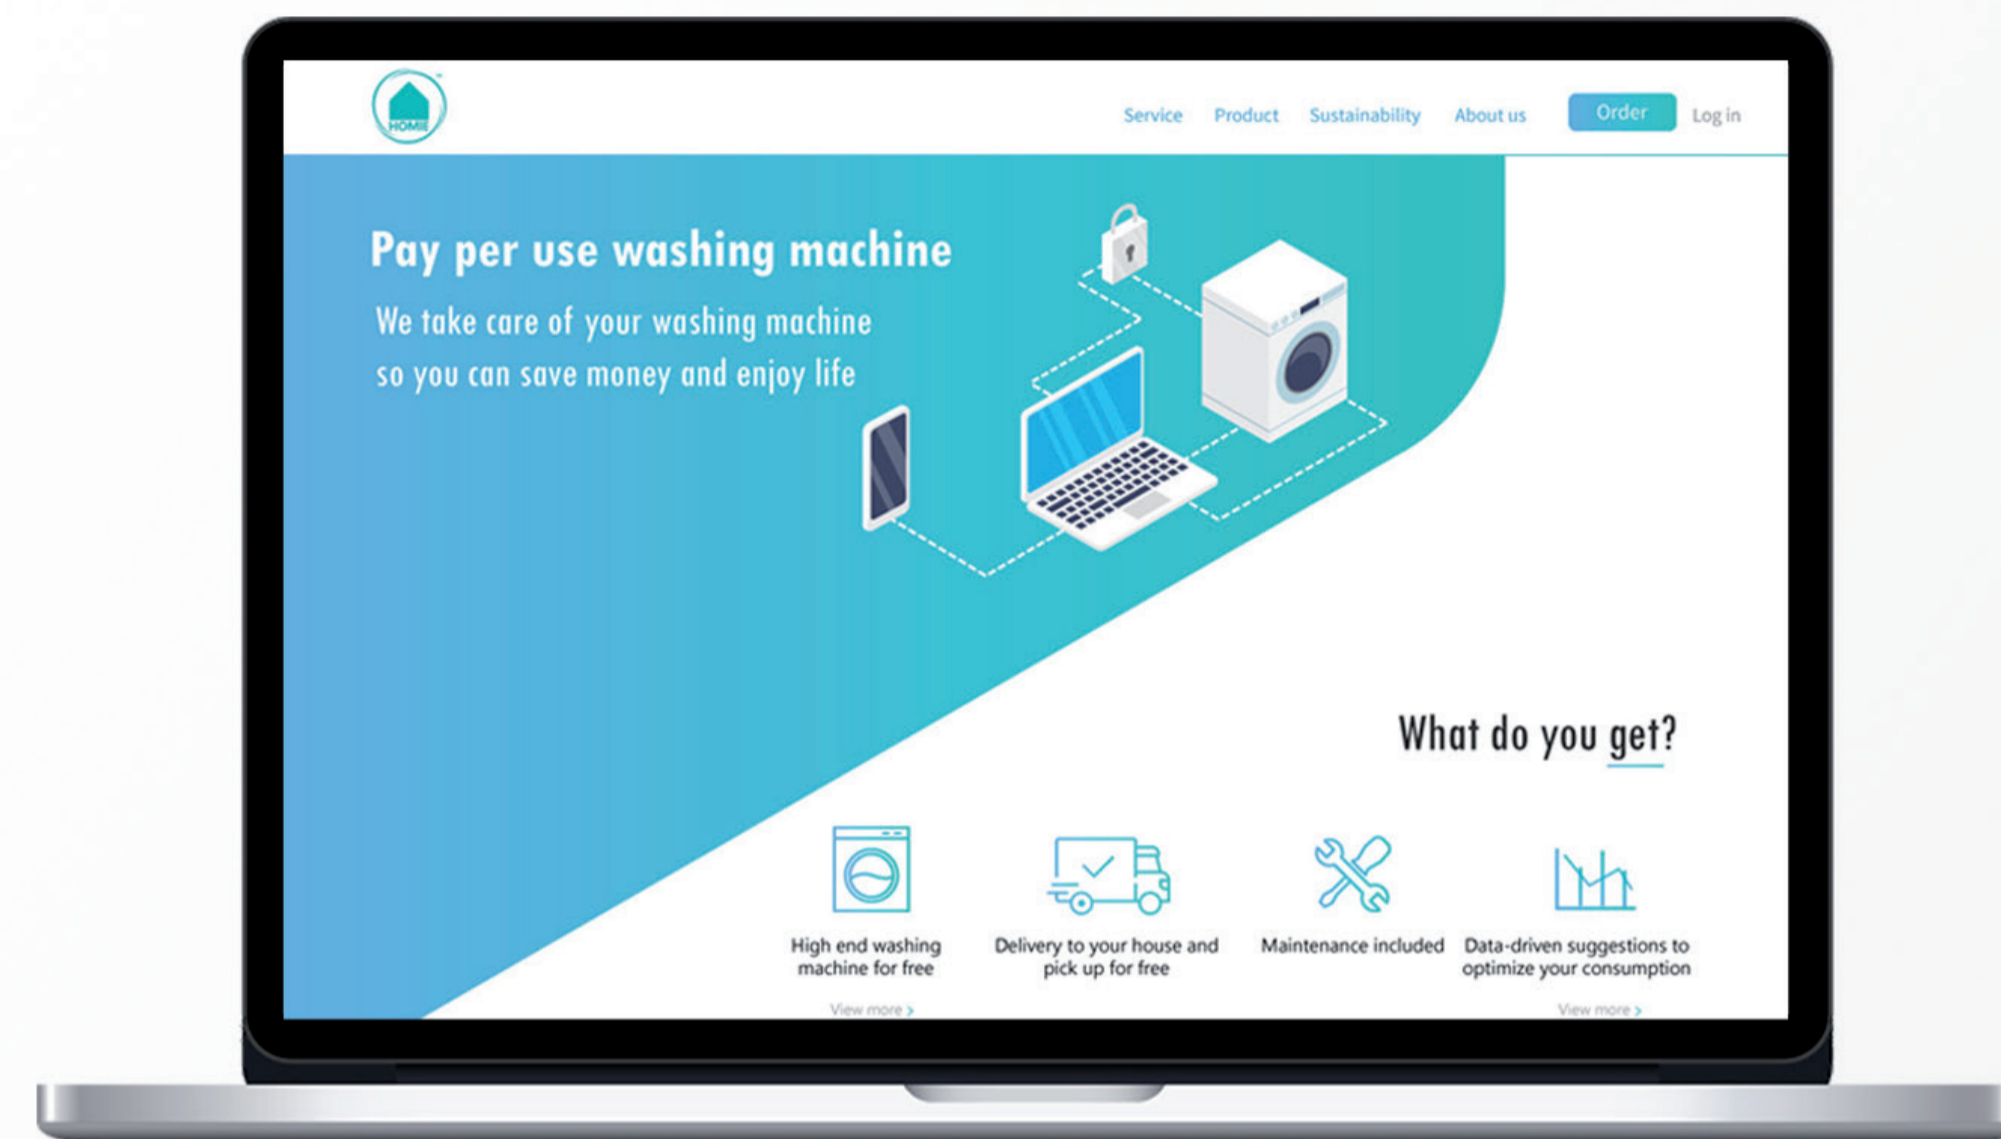 HOMIE
Service Product Sustainability About us Order Log in
Pay per use washing machine
We take care of your washing machine
so you can save money and enjoy life
What do you get?
High end washing
machine for free
View more >
Delivery to your house and
pick up for free
Maintenance included
Data-driven suggestions to
optimize your consumption
View more >